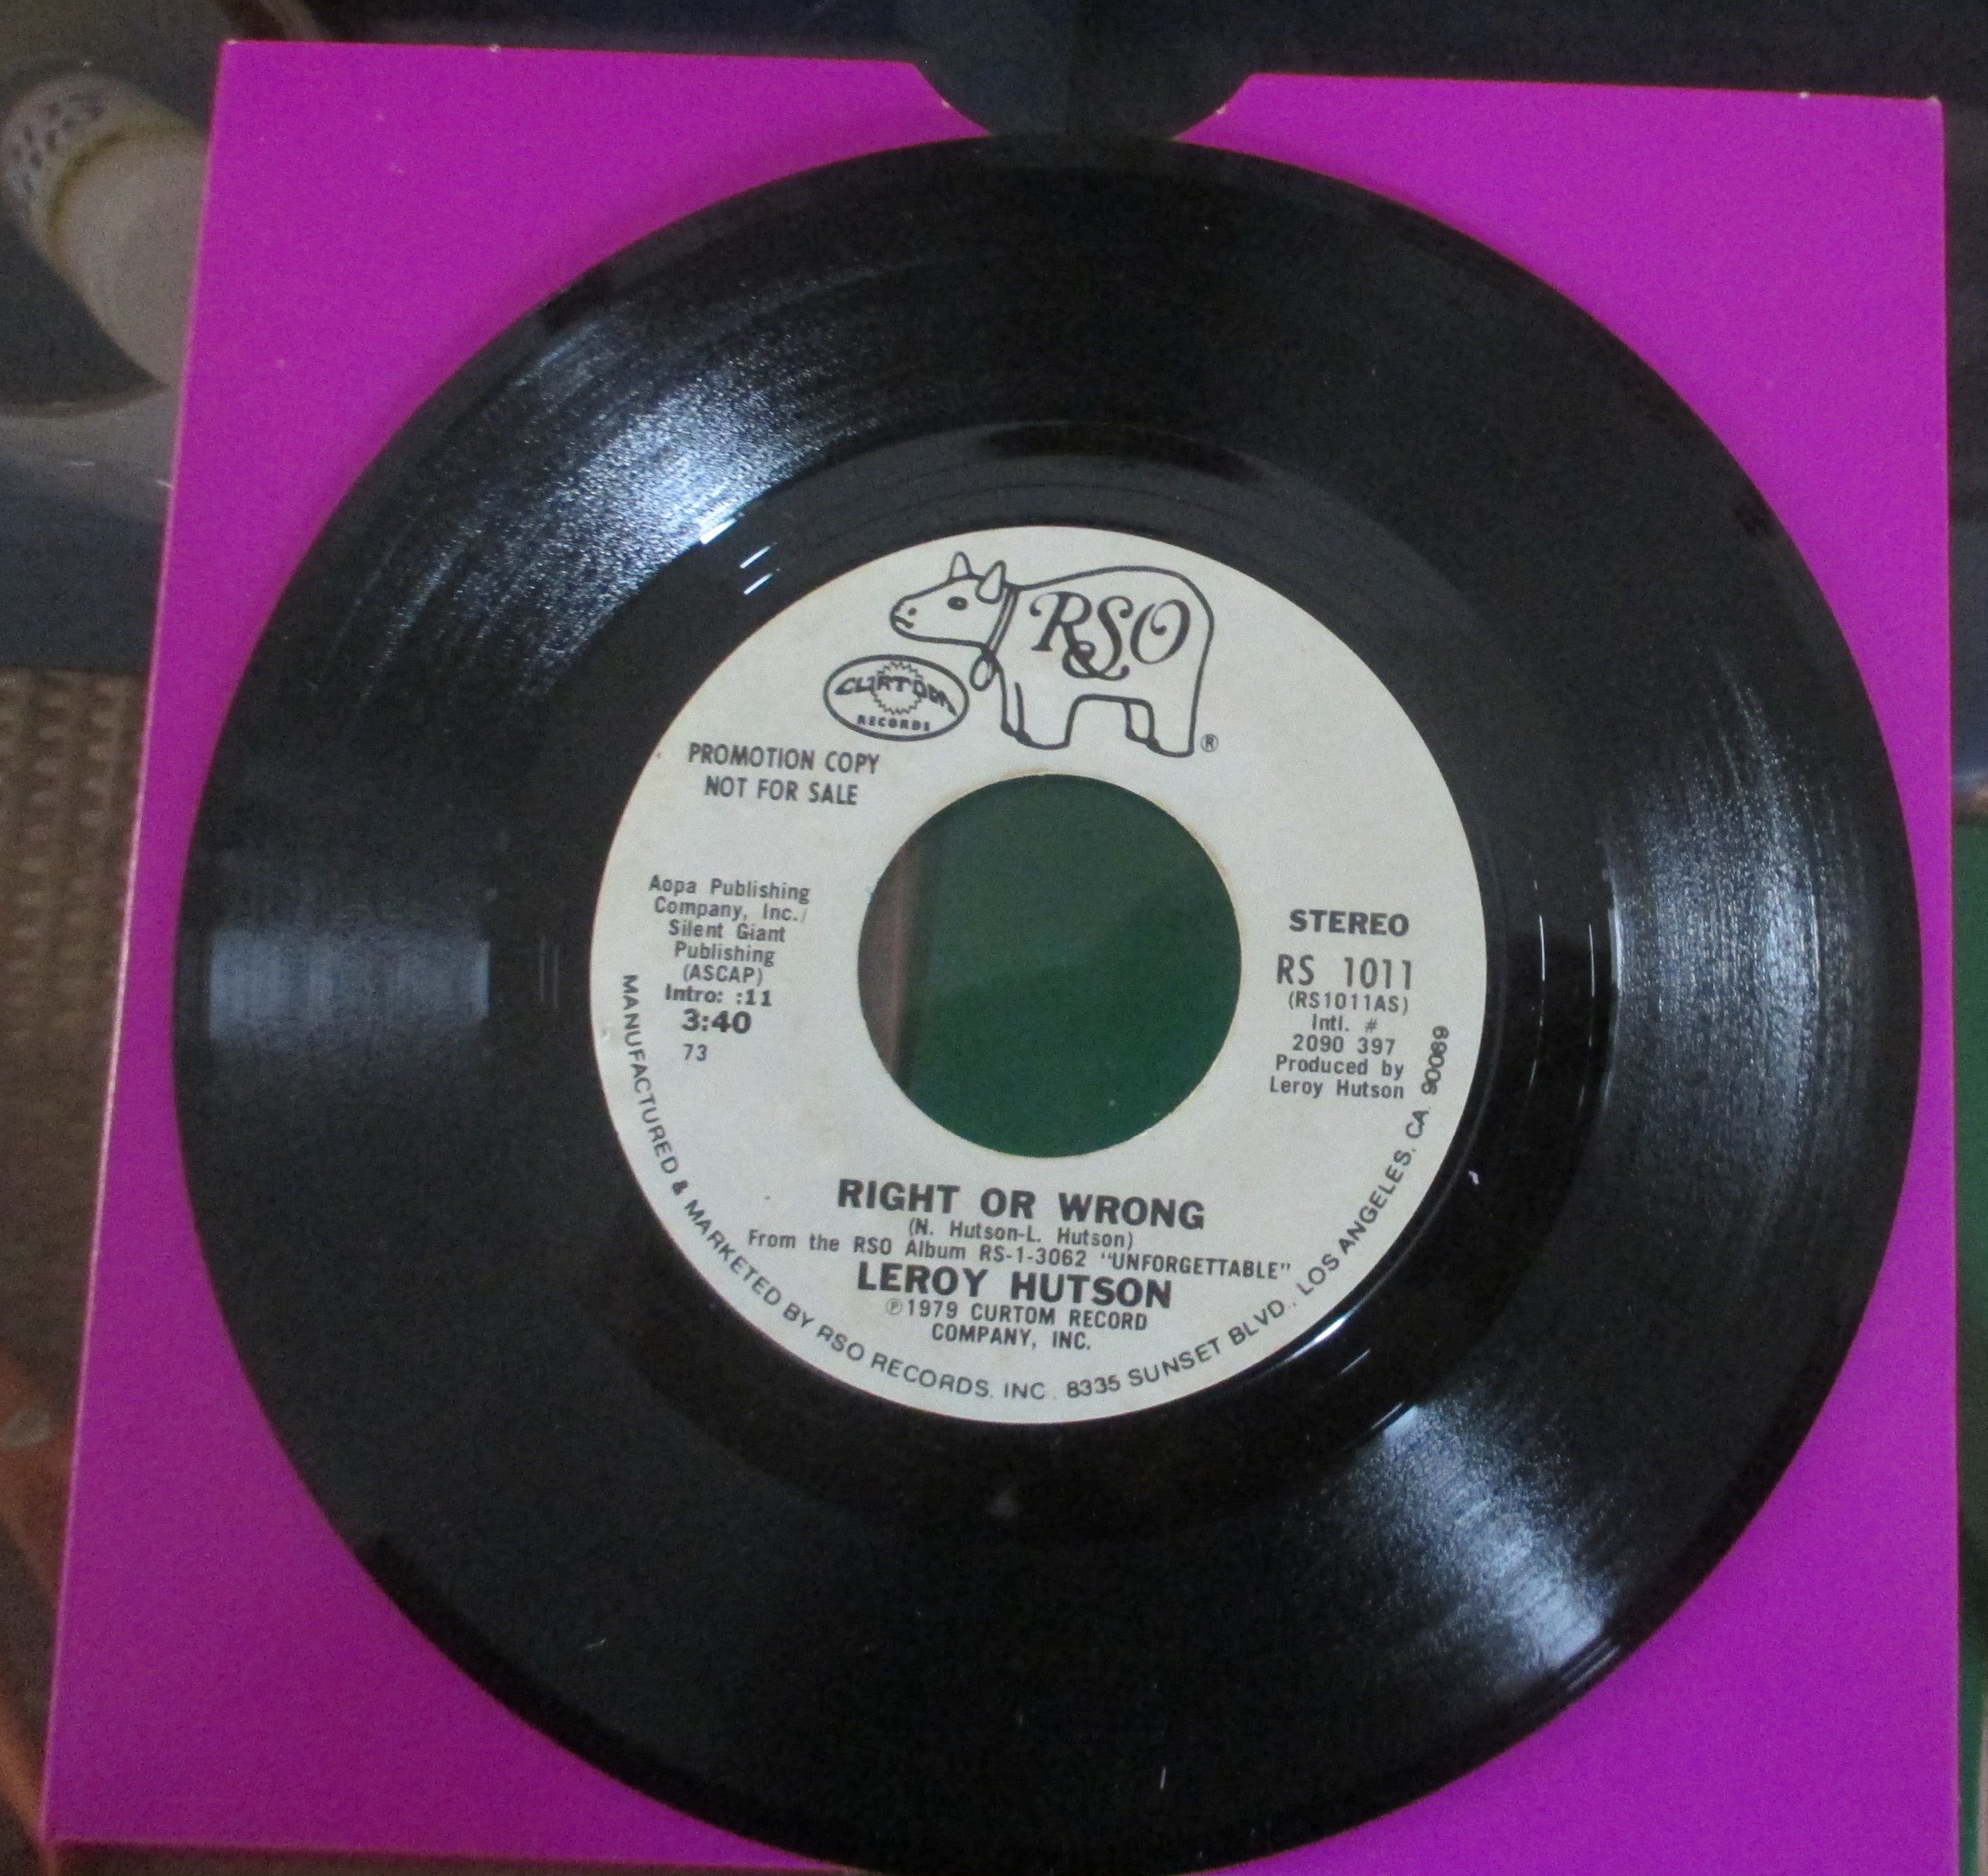 RSO
®
CURTOM
RECORDS
PROMOTION COPY
NOT FOR SALE
Aopa Publishing
Company, Inc./
Silent Giant
Publishing
(ASCAP)
Intro: :11
3:40
73
STEREO
RS 1011
(RS1011AS)
Intl. #
2090 397
Produced by
Leroy Hutson
RIGHT OR WRONG
(N. Hutson-L. Hutson)
From the RSO Album RS-1-3062 "UNFORGETTABLE"
LEROY HUTSON
℗1979 CURTOM RECORD
COMPANY, INC.
MANUFACTURED & MARKETED BY RSO RECORDS, INC. 8335 SUNSET BLVD., LOS ANGELES, CA. 90069